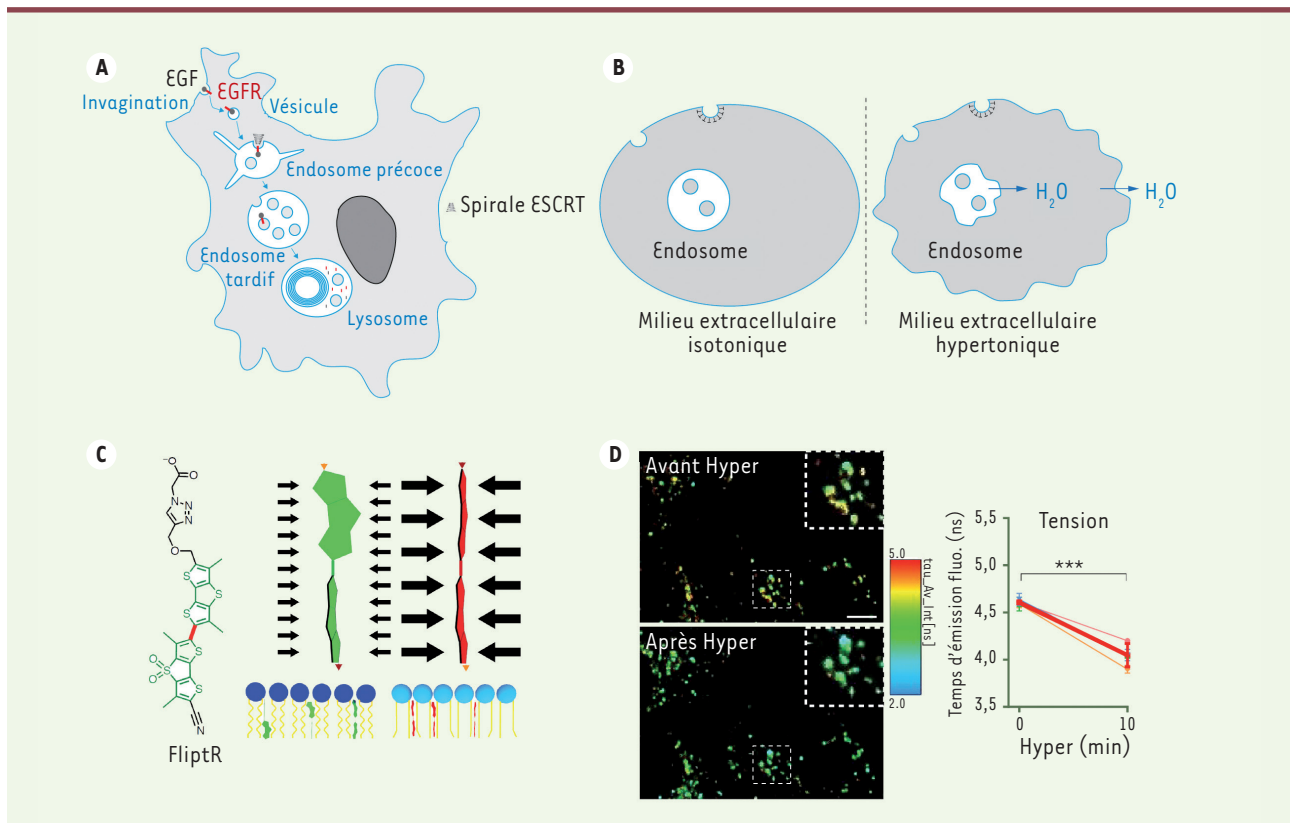 A
EGF
EGFR
Invagination
Vésicule
Endosome précoce
Spirale ESCRT
Endosome
tardif
Lysosome
B
H2O
H2O
Endosome
Endosome
Milieu extracellulaire
isotonique
Milieu extracellulaire
hypertonique
C
O
O
N
N
N
O
S
S
S
S
O
O
S
S
N
FliptR
D
Avant Hyper
Après Hyper
5.0
tau_Av_Int[ns]
2.0
Tension
***
Temps d'émission fluo. (ns)
5,5
5,0
4,5
4,0
3,5
0
10
Hyper (min)